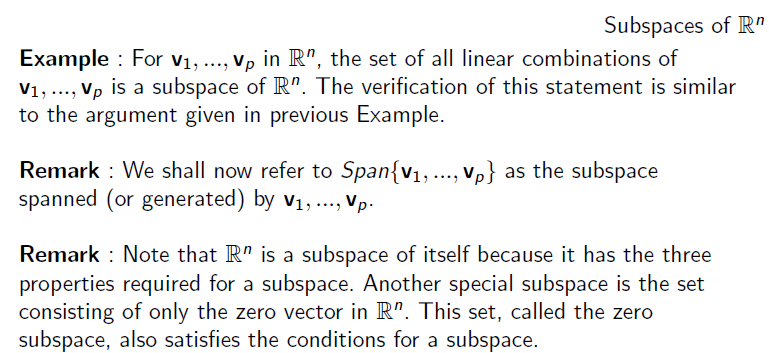 Subspaces of ℝⁿ
Example : For v₁, ..., vₚ in ℝⁿ, the set of all linear combinations of
v₁, ..., vₚ is a subspace of ℝⁿ. The verification of this statement is similar
to the argument given in previous Example.
Remark : We shall now refer to Span{v₁, ..., vₚ} as the subspace
spanned (or generated) by v₁, ..., vₚ.
Remark : Note that ℝⁿ is a subspace of itself because it has the three
properties required for a subspace. Another special subspace is the set
consisting of only the zero vector in ℝⁿ. This set, called the zero
subspace, also satisfies the conditions for a subspace.